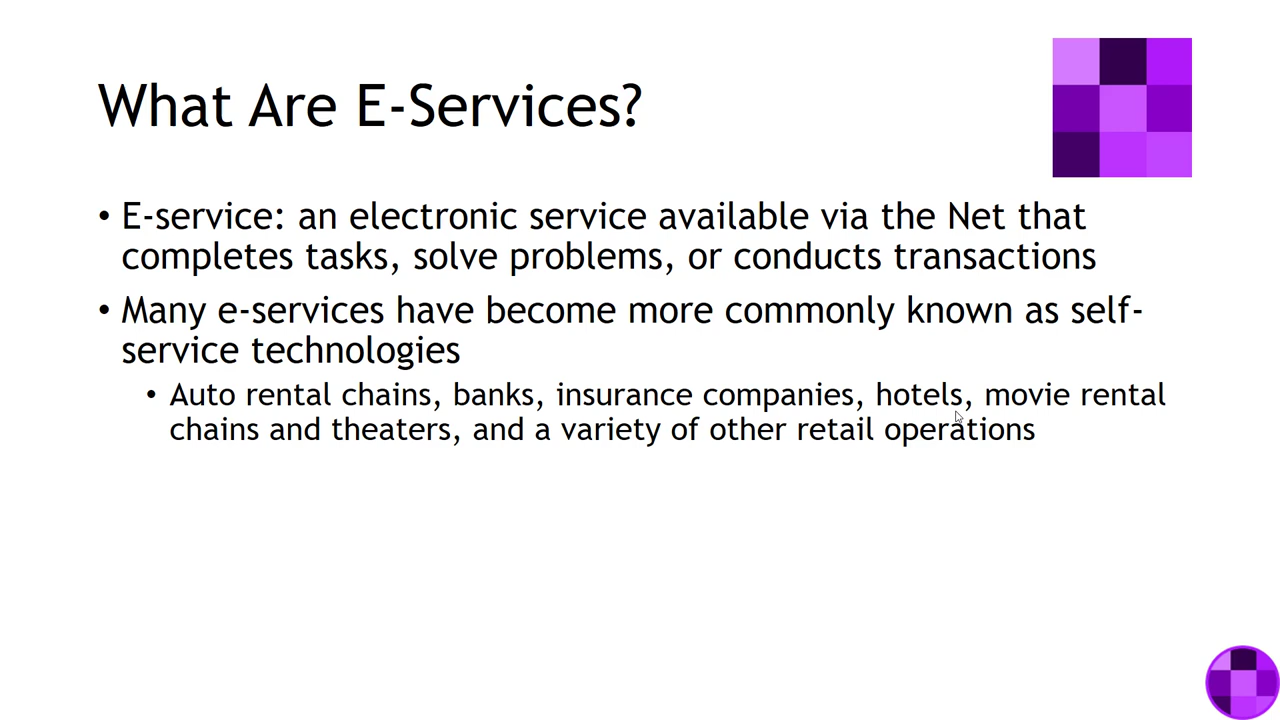 What Are E-Services?
• E-service: an electronic service available via the Net that
completes tasks, solve problems, or conducts transactions
• Many e-services have become more commonly known as self-
service technologies
• Auto rental chains, banks, insurance companies, hotels, movie rental
chains and theaters, and a variety of other retail operations